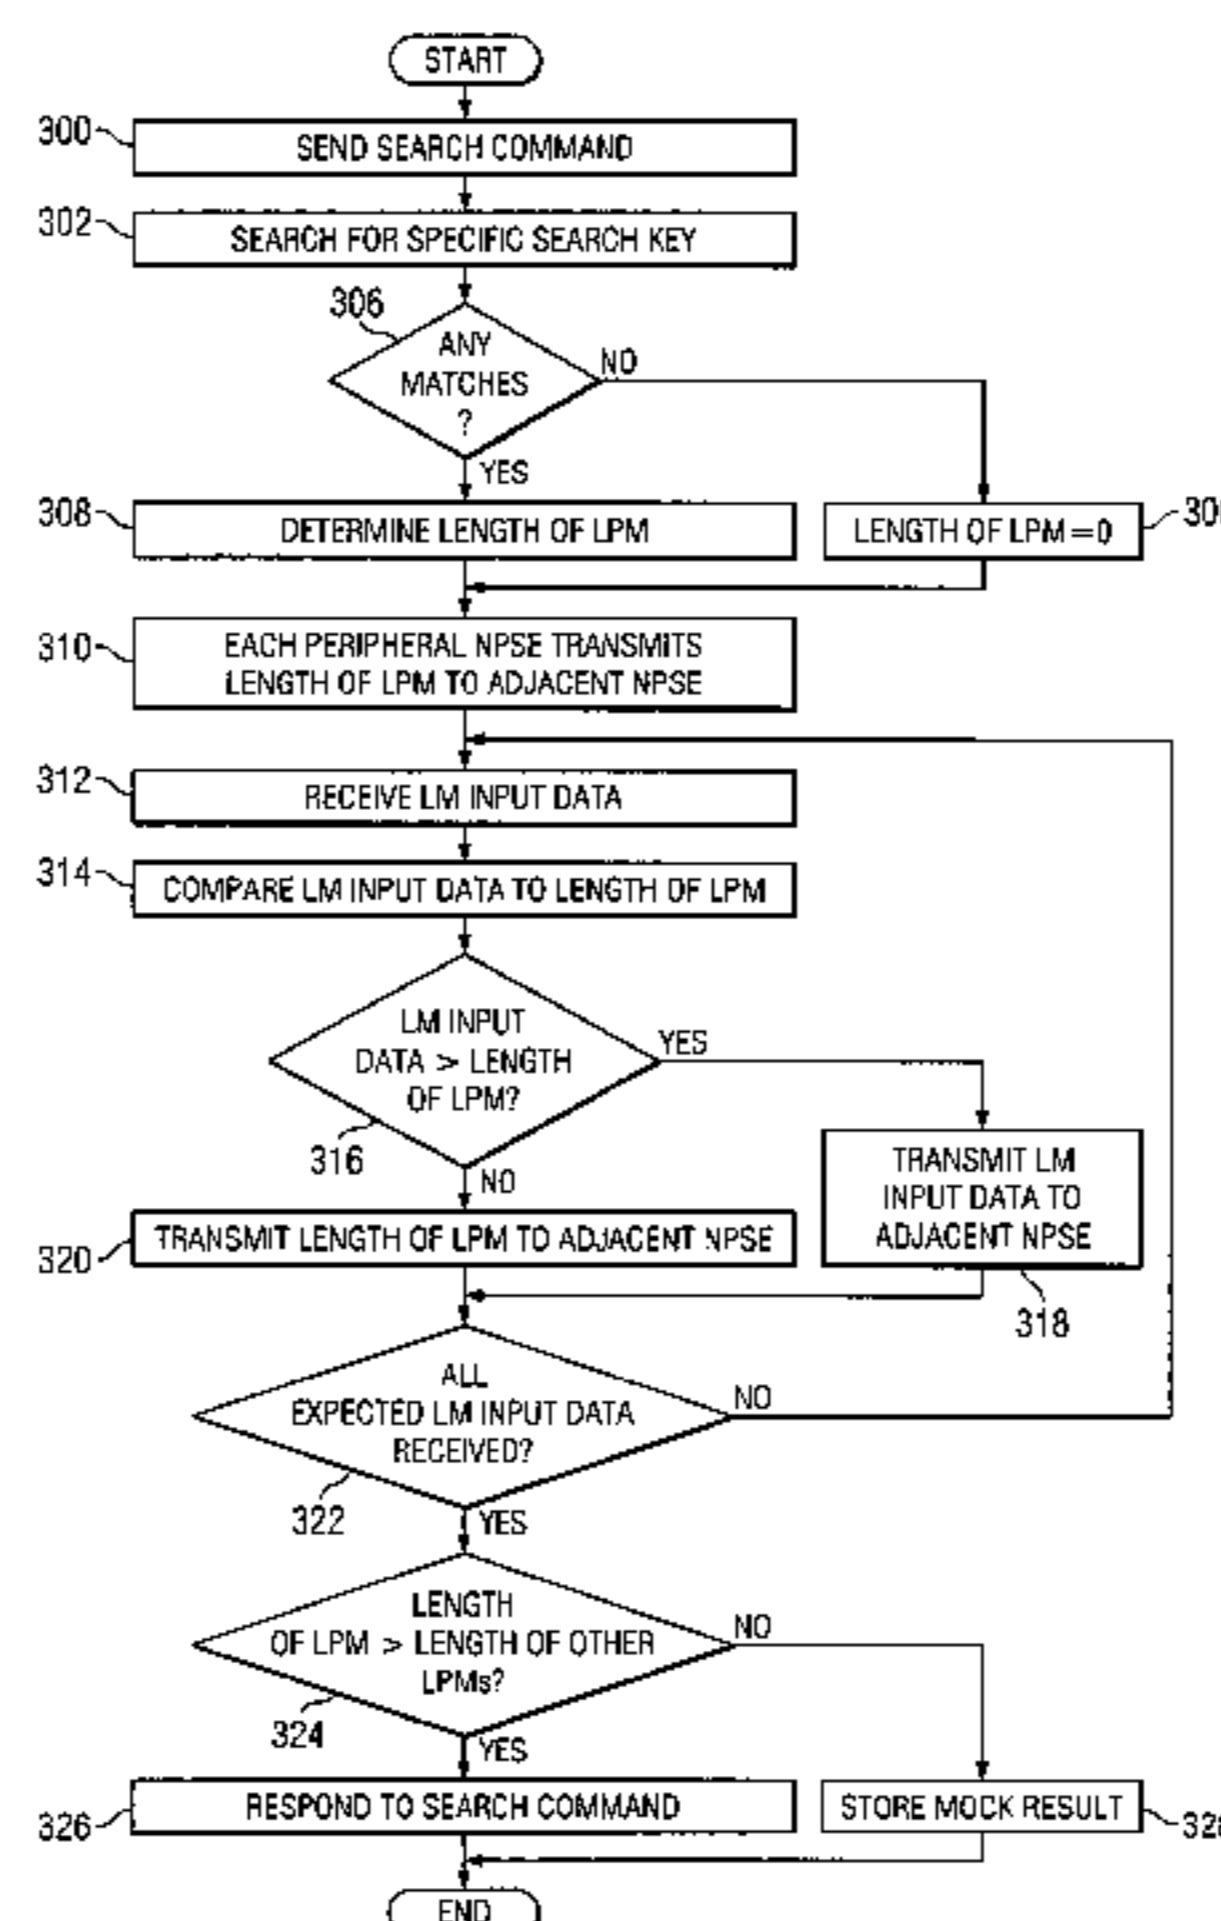 START
300
SEND SEARCH COMMAND
302
SEARCH FOR SPECIFIC SEARCH KEY
306
ANY
MATCHES
?
NO
YES
308
DETERMINE LENGTH OF LPM
LENGTH OF LPM = 0
310
EACH PERIPHERAL NPSE TRANSMITS
LENGTH OF LPM TO ADJACENT NPSE
312
RECEIVE LM INPUT DATA
314
COMPARE LM INPUT DATA TO LENGTH OF LPM
LM INPUT
DATA > LENGTH
OF LPM?
YES
316
NO
TRANSMIT LM
INPUT DATA TO
ADJACENT NPSE
318
320
TRANSMIT LENGTH OF LPM TO ADJACENT NPSE
ALL
EXPECTED LM INPUT DATA
RECEIVED?
NO
322
YES
LENGTH
OF LPM > LENGTH OF OTHER
LPMs?
NO
324
YES
326
RESPOND TO SEARCH COMMAND
STORE MOCK RESULT
END